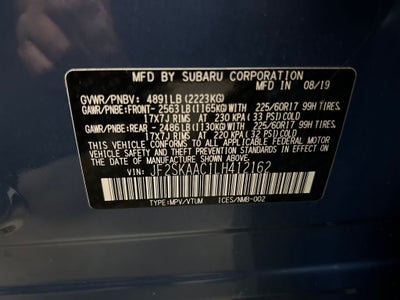 MFD. BY SUBARU CORPORATION
IN 08/19
GVWR/PNBV: 4891LB (2223KG)
GAWR/PNBE:FRONT- 2563LB(1165KG)WITH 225/60R17 99H TIRES,
17x7J RIMS AT 230 KPA (33 PSI)COLD
GAWR/PNBE:REAR - 2486LB(1130KG)WITH 225/60R17 99H TIRES,
17x7J RIMS AT 220 KPA (32 PSI)COLD
THIS VEHICLE CONFORMS TO ALL APPLICABLE FEDERAL MOTOR
VEHICLE SAFETY, BUMPER, AND THEFT PREVENTION STANDARDS
IN EFFECT ON THE DATE OF MANUFACTURE SHOWN ABOVE.
VIN: JF2SKAAC1LH412162
TYPE:MPV/VTUM ICES/NMB-002